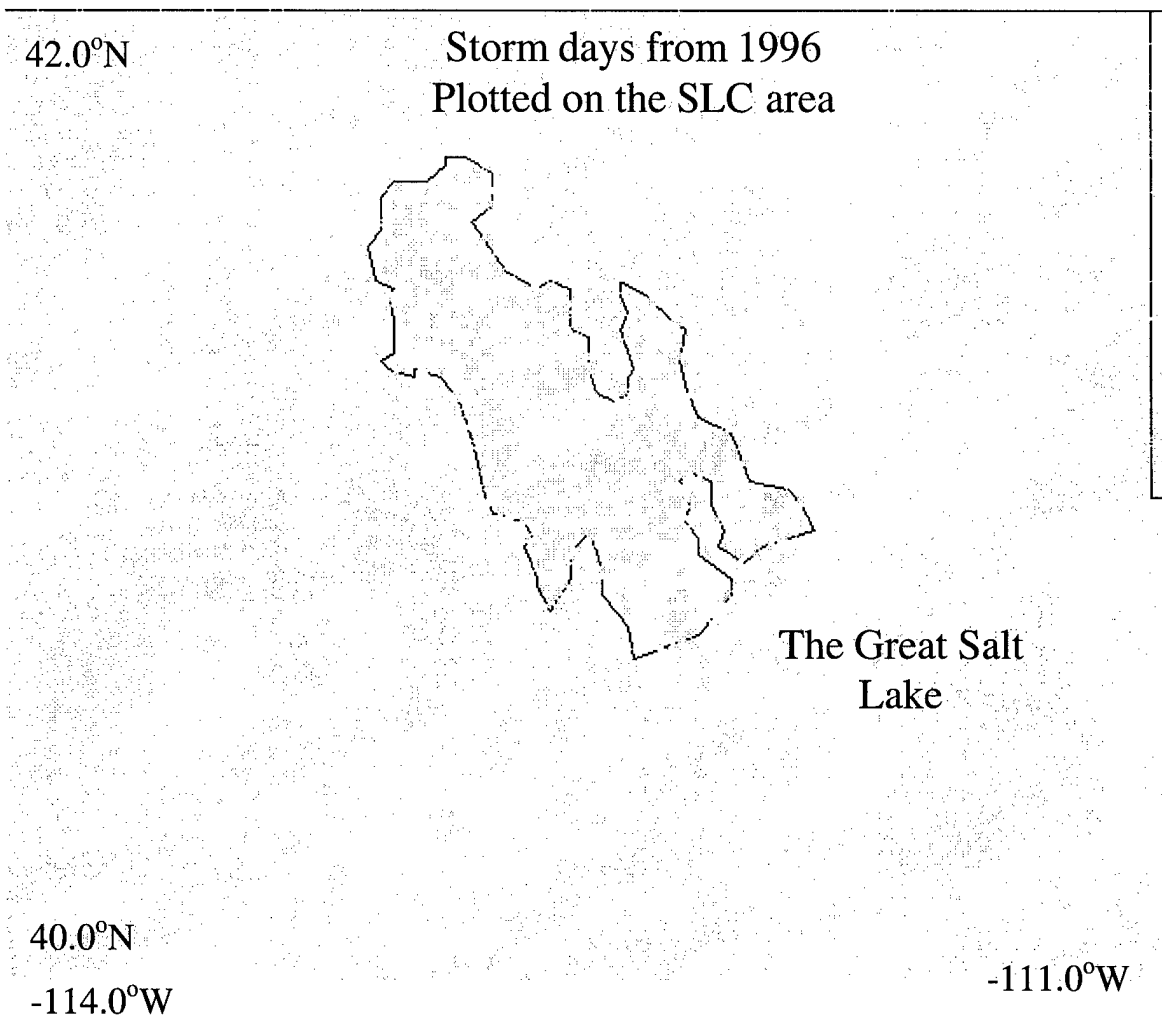 42.0°N
Storm days from 1996
Plotted on the SLC area
The Great Salt
Lake
40.0°N
-114.0°W
-111.0°W